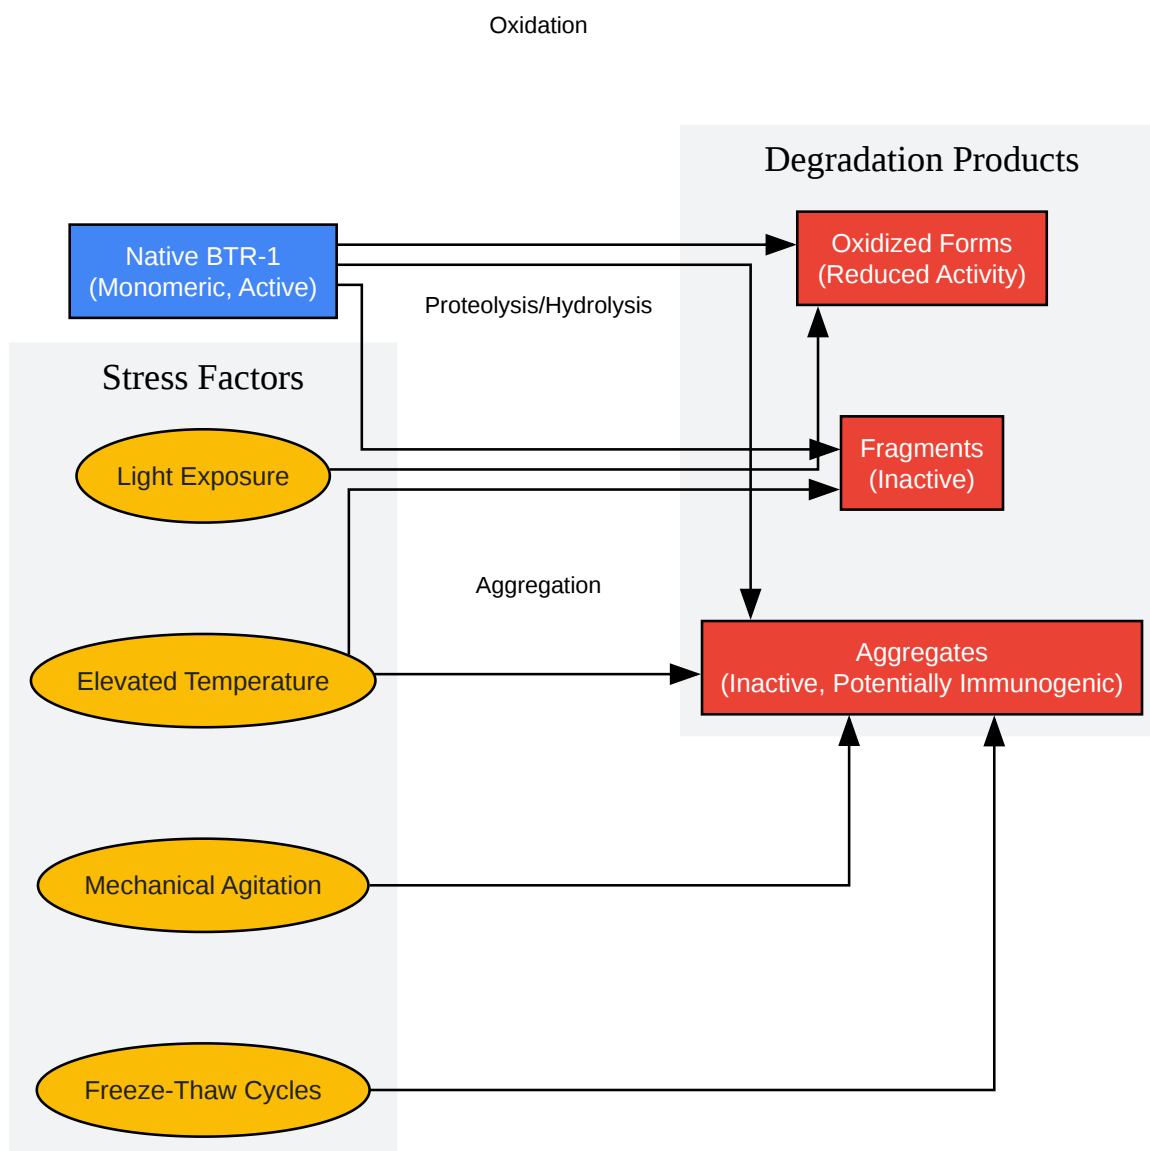 Oxidation
Degradation Products
Native BTR-1
(Monomeric, Active)
Oxidized Forms
(Reduced Activity)
Proteolysis/Hydrolysis
Stress Factors
Light Exposure
Fragments
(Inactive)
Aggregation
Elevated Temperature
Aggregates
(Inactive, Potentially Immunogenic)
Mechanical Agitation
Freeze-Thaw Cycles